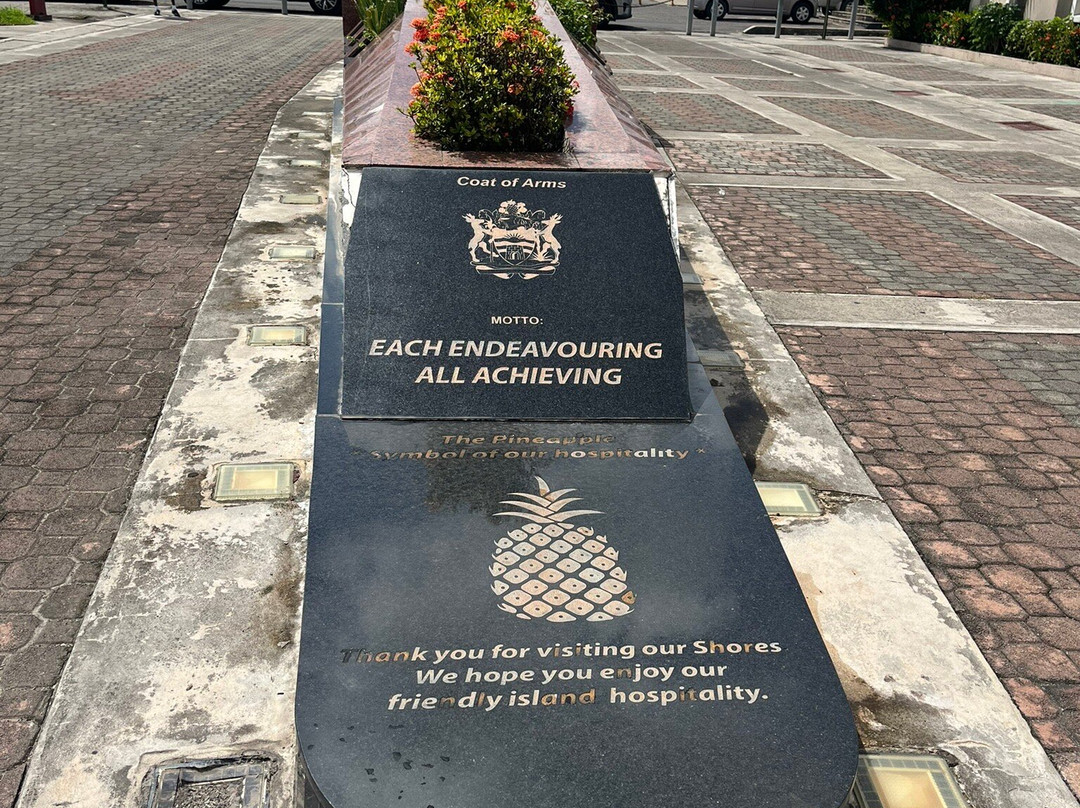 Coat of Arms
MOTTO:
EACH ENDEAVOURING
ALL ACHIEVING
The Pineapple
"Symbol of our hospitality "
Thank you for visiting our Shores
We hope you enjoy our
friendly island hospitality.